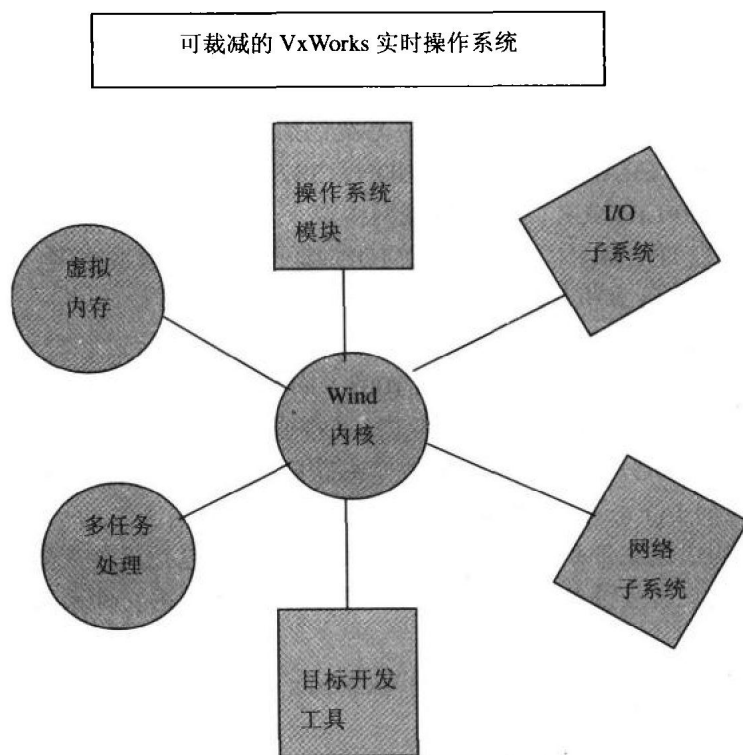 可裁减的 VxWorks 实时操作系统
操作系统
模块
I/O
子系统
虚拟
内存
Wind
内核
多任务
处理
网络
子系统
目标开发
工具